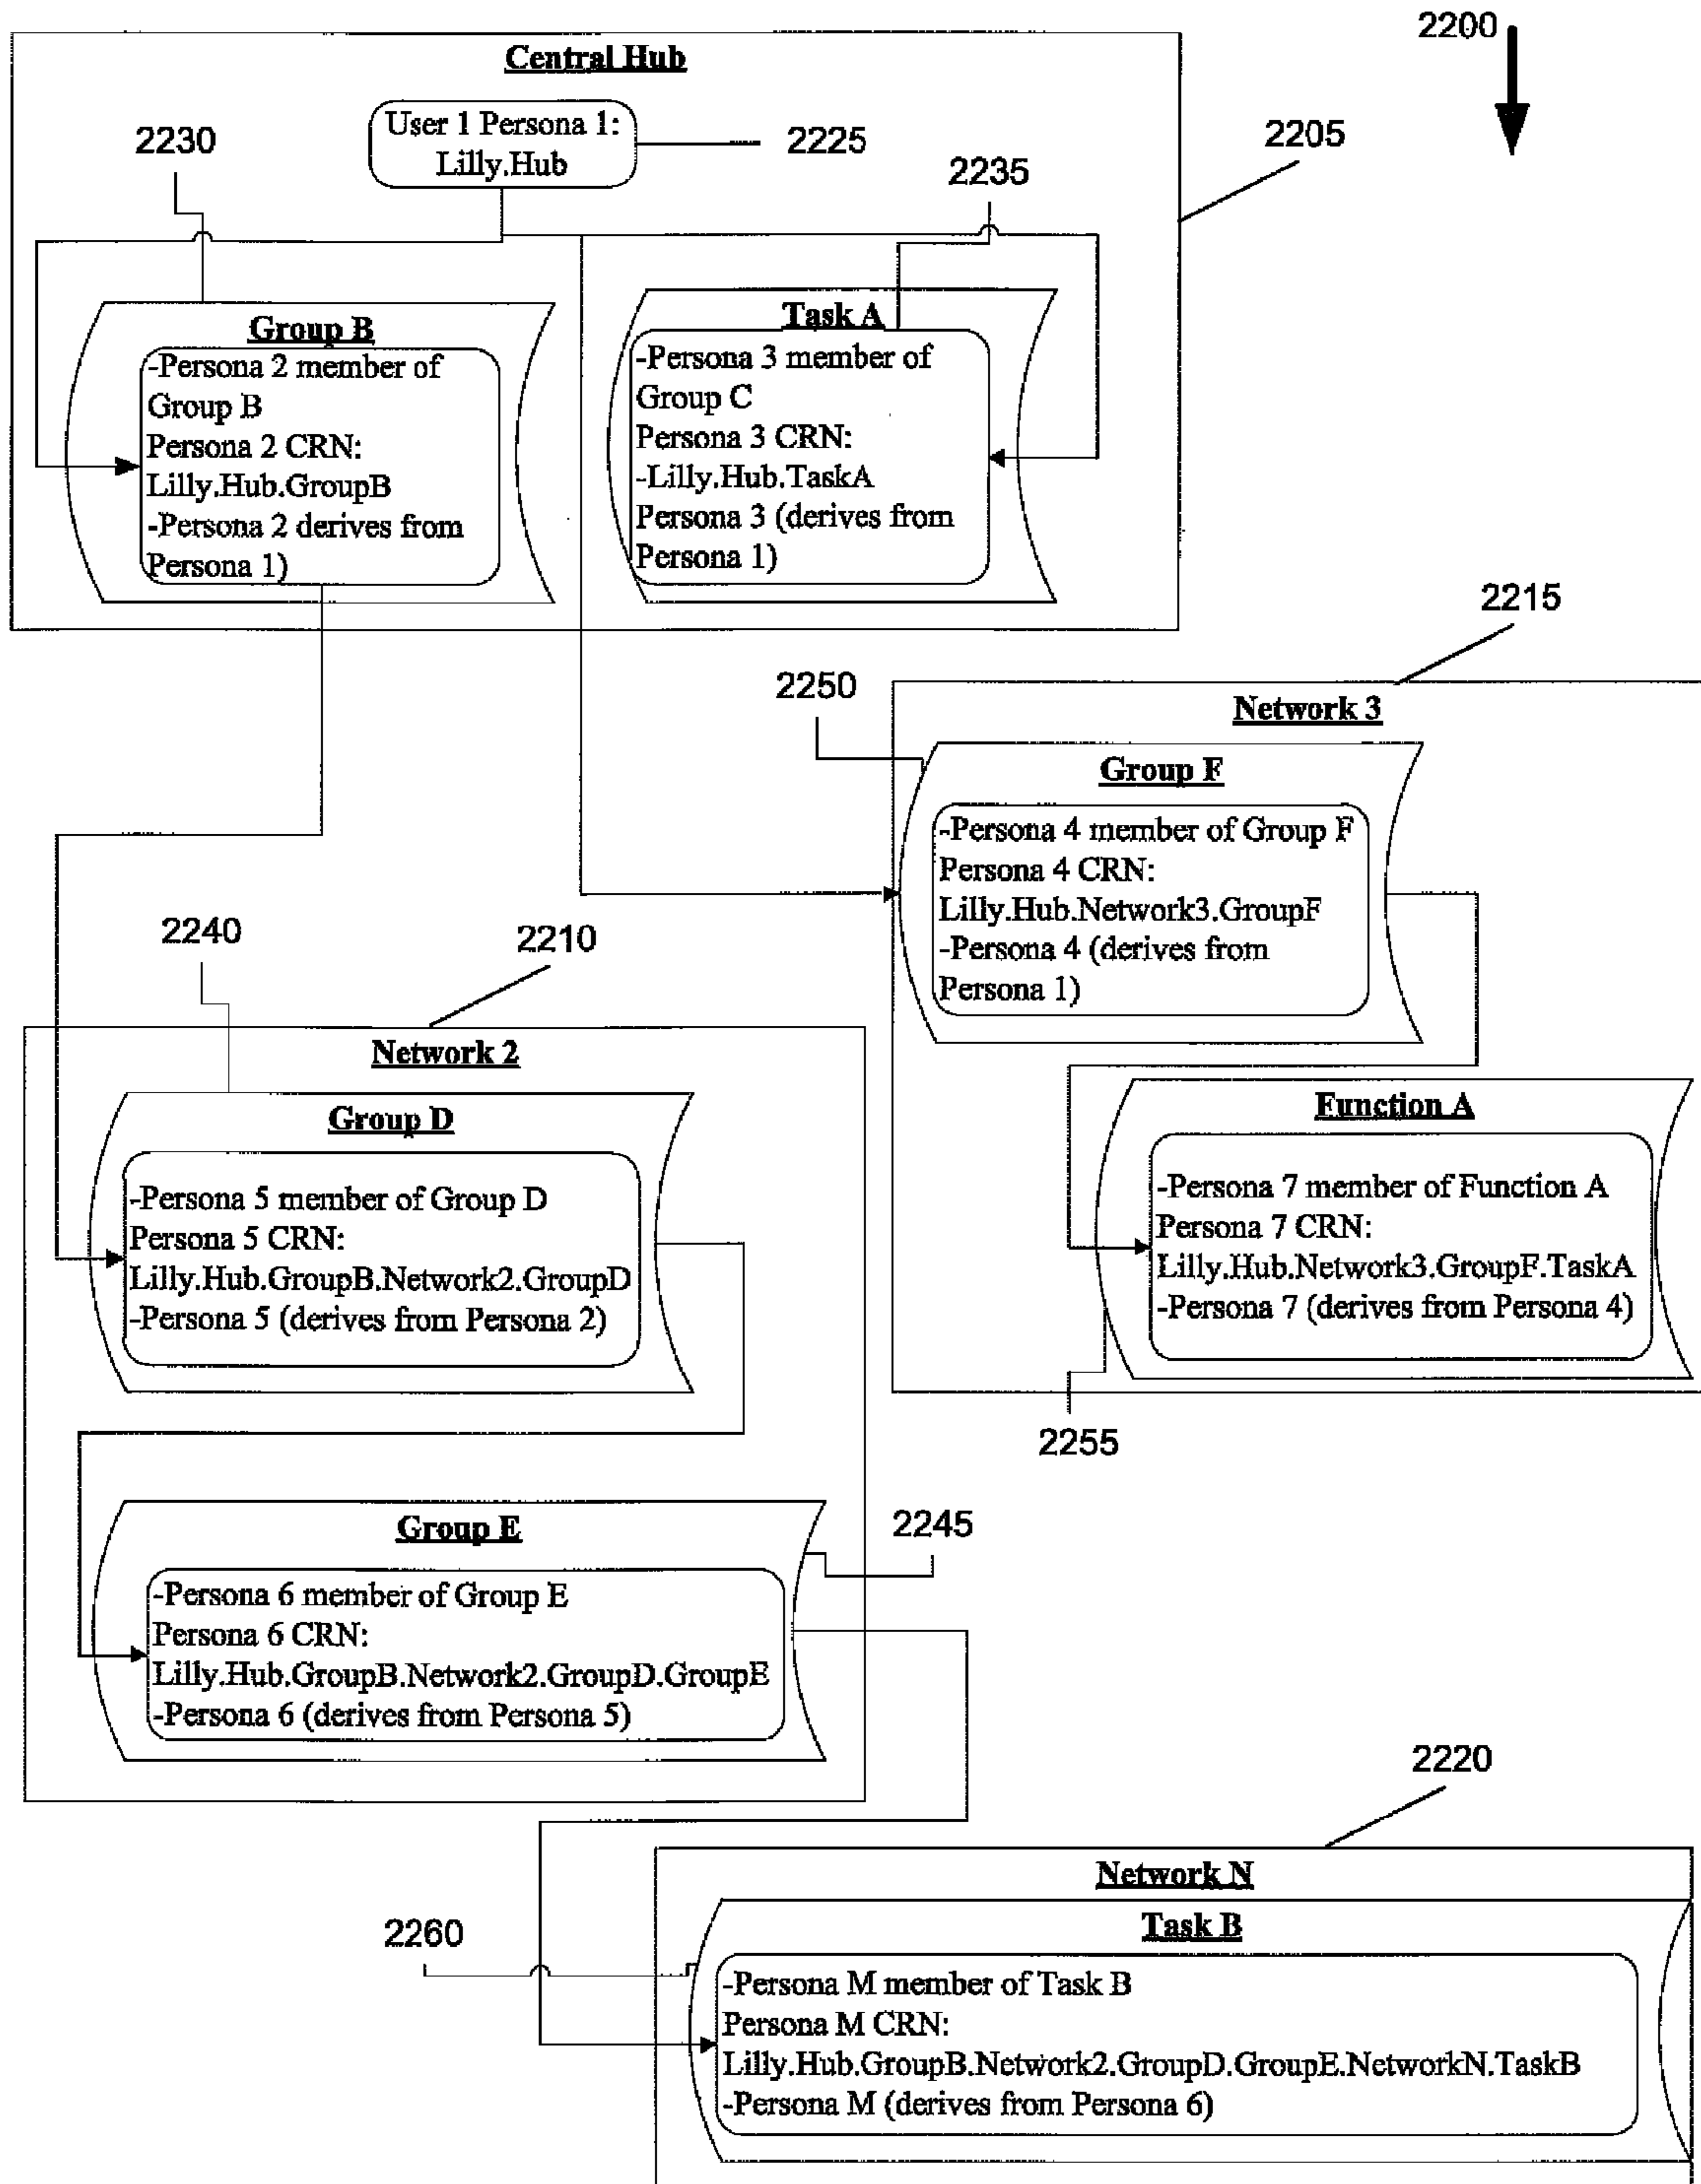 2200
Central Hub
User 1 Persona 1:
Lilly.Hub
2225
2205
2230
2235
Group B
-Persona 2 member of
Group B
Persona 2 CRN:
Lilly.Hub.GroupB
-Persona 2 derives from
Persona 1)
Task A
-Persona 3 member of
Group C
Persona 3 CRN:
-Lilly.Hub.TaskA
Persona 3 (derives from
Persona 1)
2215
2250
Network 3
Group F
-Persona 4 member of Group F
Persona 4 CRN:
Lilly.Hub.Network3.GroupF
-Persona 4 (derives from
Persona 1)
2240
2210
Network 2
Group D
-Persona 5 member of Group D
Persona 5 CRN:
Lilly.Hub.GroupB.Network2.GroupD
-Persona 5 (derives from Persona 2)
Function A
-Persona 7 member of Function A
Persona 7 CRN:
Lilly.Hub.Network3.GroupF.TaskA
-Persona 7 (derives from Persona 4)
2255
2245
Group E
-Persona 6 member of Group E
Persona 6 CRN:
Lilly.Hub.GroupB.Network2.GroupD.GroupE
-Persona 6 (derives from Persona 5)
2220
Network N
2260
Task B
-Persona M member of Task B
Persona M CRN:
Lilly.Hub.GroupB.Network2.GroupD.GroupE.NetworkN.TaskB
-Persona M (derives from Persona 6)